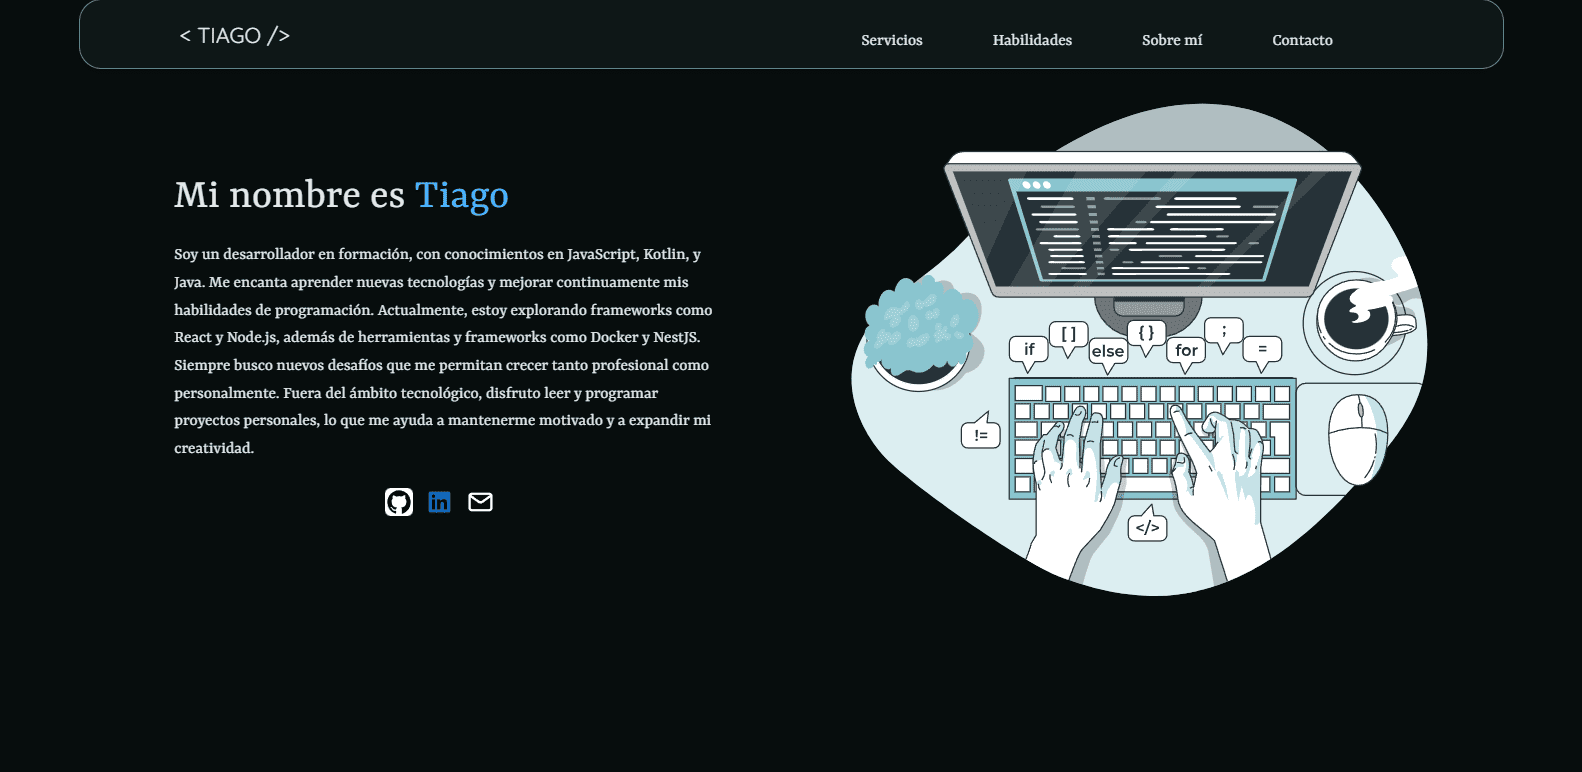 < TIAGO />
Servicios
Habilidades
Sobre mí
Contacto
Mi nombre es Tiago
Soy un desarrollador en formación, con conocimientos en JavaScript, Kotlin, y
Java. Me encanta aprender nuevas tecnologías y mejorar continuamente mis
habilidades de programación. Actualmente, estoy explorando frameworks como
React y Node.js, además de herramientas y frameworks como Docker y NestJS.
Siempre busco nuevos desafíos que me permitan crecer tanto profesional como
personalmente. Fuera del ámbito tecnológico, disfruto leer y programar
proyectos personales, lo que me ayuda a mantenerme motivado y a expandir mi
creatividad.
in
if
[ ]
else
{ }
for
;
=
!=
</>